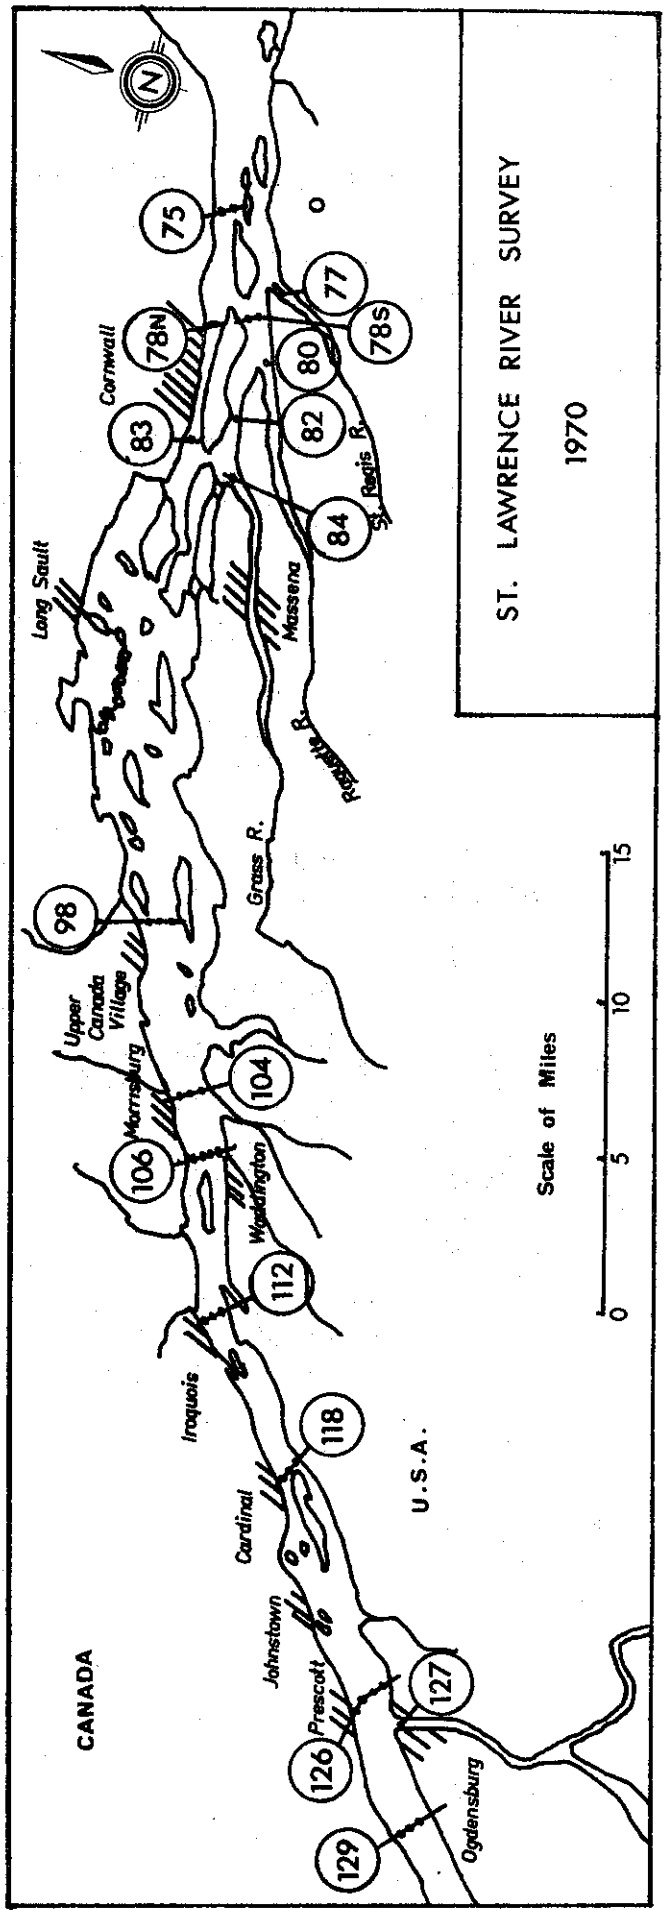 CANADA
129
Ogdensburg
126
127
Prescott
Johnstown
Cardinal
118
Iroquois
112
U.S.A.
106
Waddington
Morrisburg
104
Upper
Canada
Village
98
Grass R.
Raquette R.
Long Sault
Massena
84
St. Regis R.
83
82
Cornwall
80
78N
78S
77
75
N
Scale of Miles
0 5 10 15
ST. LAWRENCE RIVER SURVEY
1970